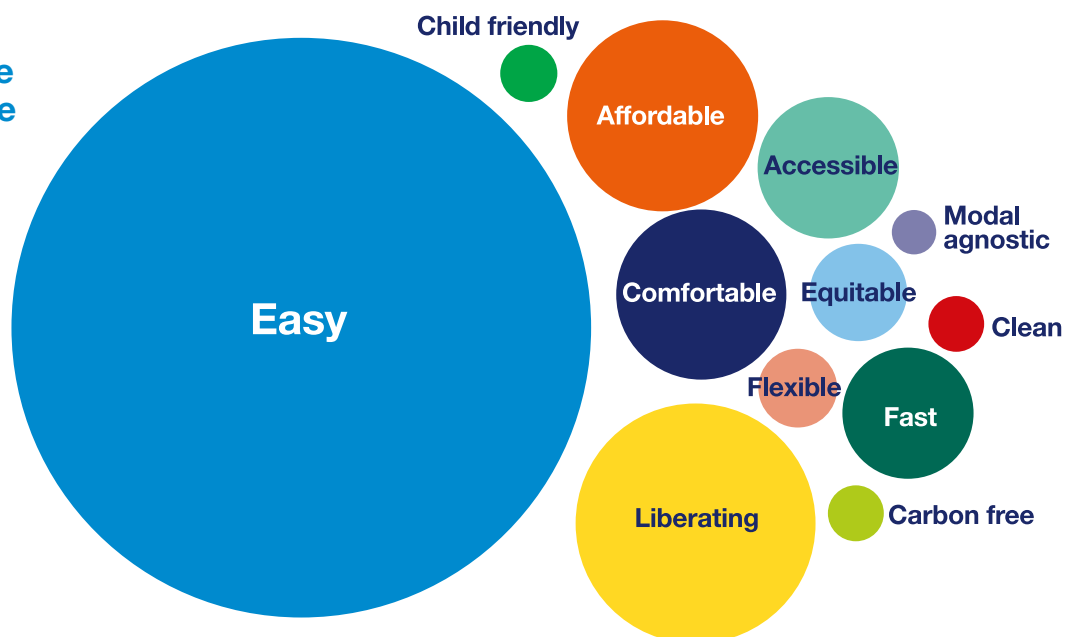 Child friendly
Affordable
Accessible
Modal
agnostic
Comfortable
Equitable
Easy
Clean
Flexible
Fast
Liberating
Carbon free